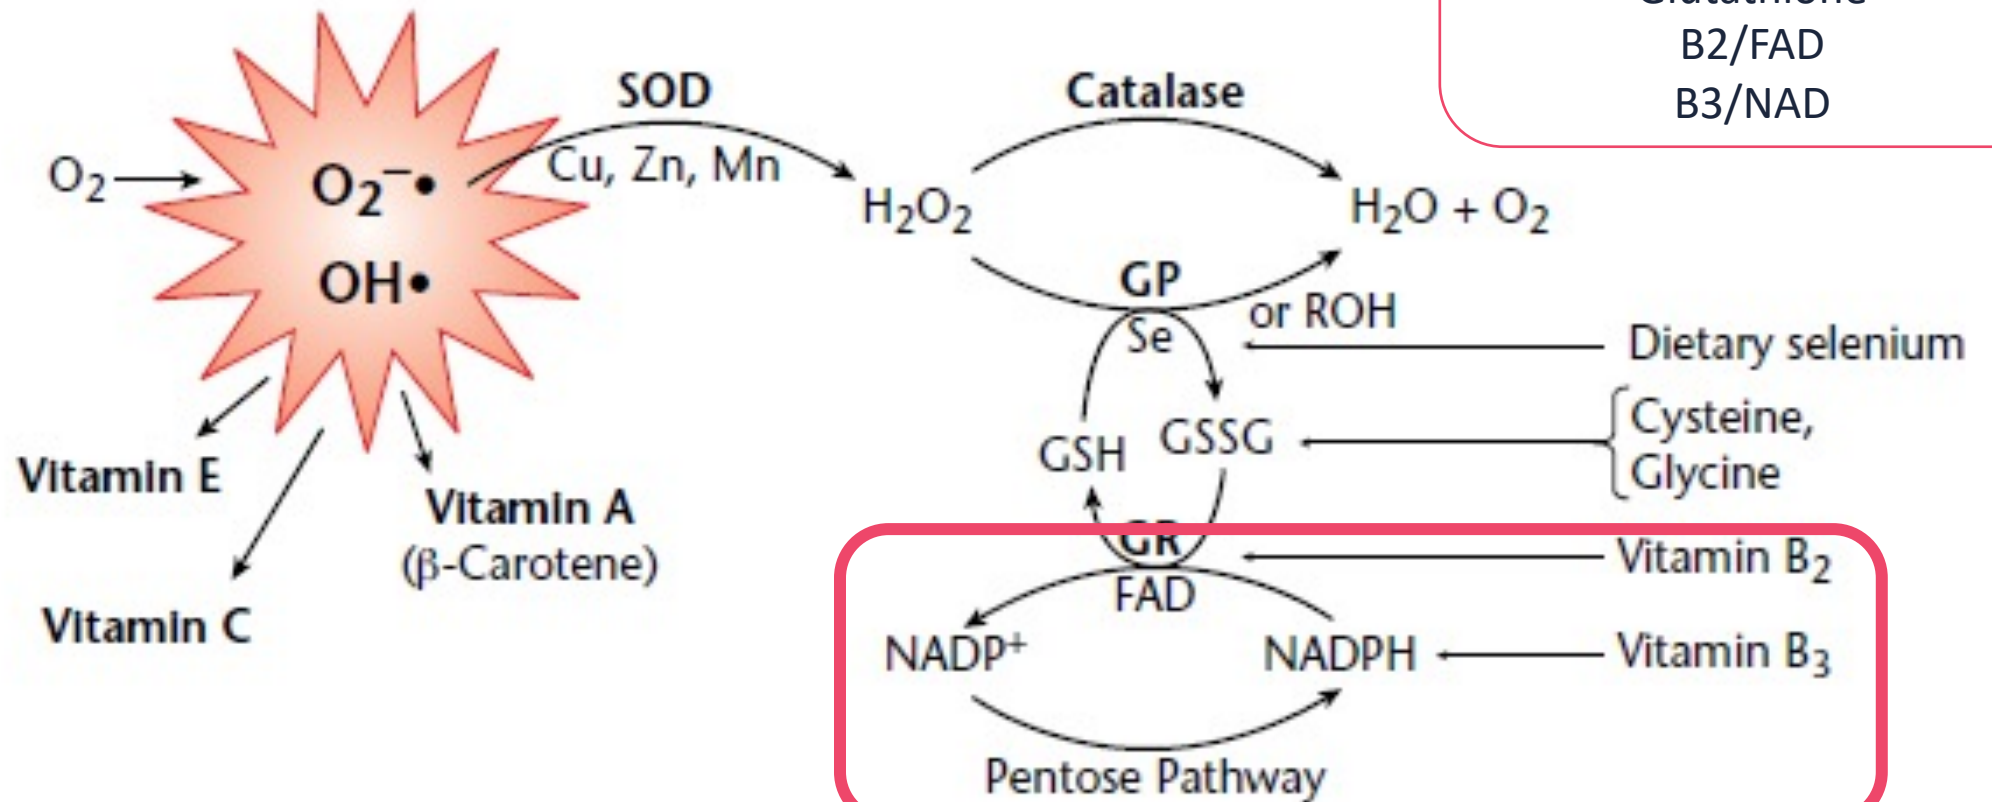 Glutathione
B2/FAD
B3/NAD
SOD
Catalase
O₂
O₂⁻•
Cu, Zn, Mn
H₂O₂
H₂O + O₂
OH•
GP
or ROH
Se
Dietary selenium
Cysteine,
Glycine
GSH
GSSG
Vitamin E
Vitamin A
(β-Carotene)
Vitamin C
GR
FAD
Vitamin B₂
NADP⁺
NADPH
Vitamin B₃
Pentose Pathway